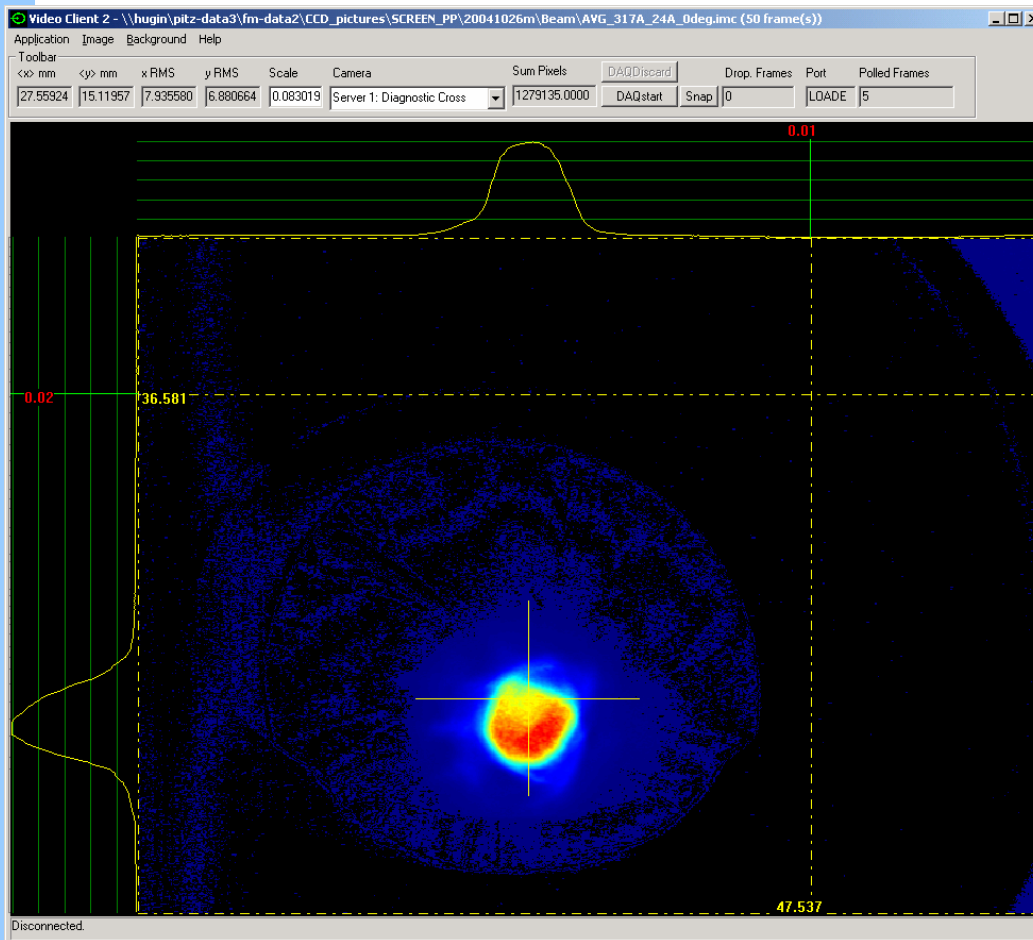 Video Client 2 - \\hugin\pitz-data3\fm-data2\CCD_pictures\SCREEN_PP\20041026m\Beam\AVG_317A_24A_0deg.imc (50 frame(s))
Application Image Background Help
Toolbar
<x> mm <y> mm x RMS y RMS Scale Camera Sum Pixels DAQDiscard Drop. Frames Port Polled Frames
27.55924 15.11957 7.935580 6.880664 0.083019 Server 1: Diagnostic Cross 1279135.0000 DAQstart Snap 0 LOADE 5
0.01
0.02
36.581
47.537
Disconnected.